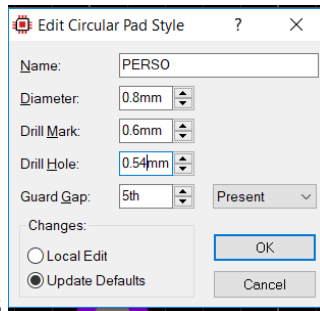 Edit Circular Pad Style ?
Name: PERSO
Diameter: 0.8mm
Drill Mark: 0.6mm
Drill Hole: 0.54mm
Guard Gap: 5th Present
Changes:
Local Edit
Update Defaults
OK
Cancel